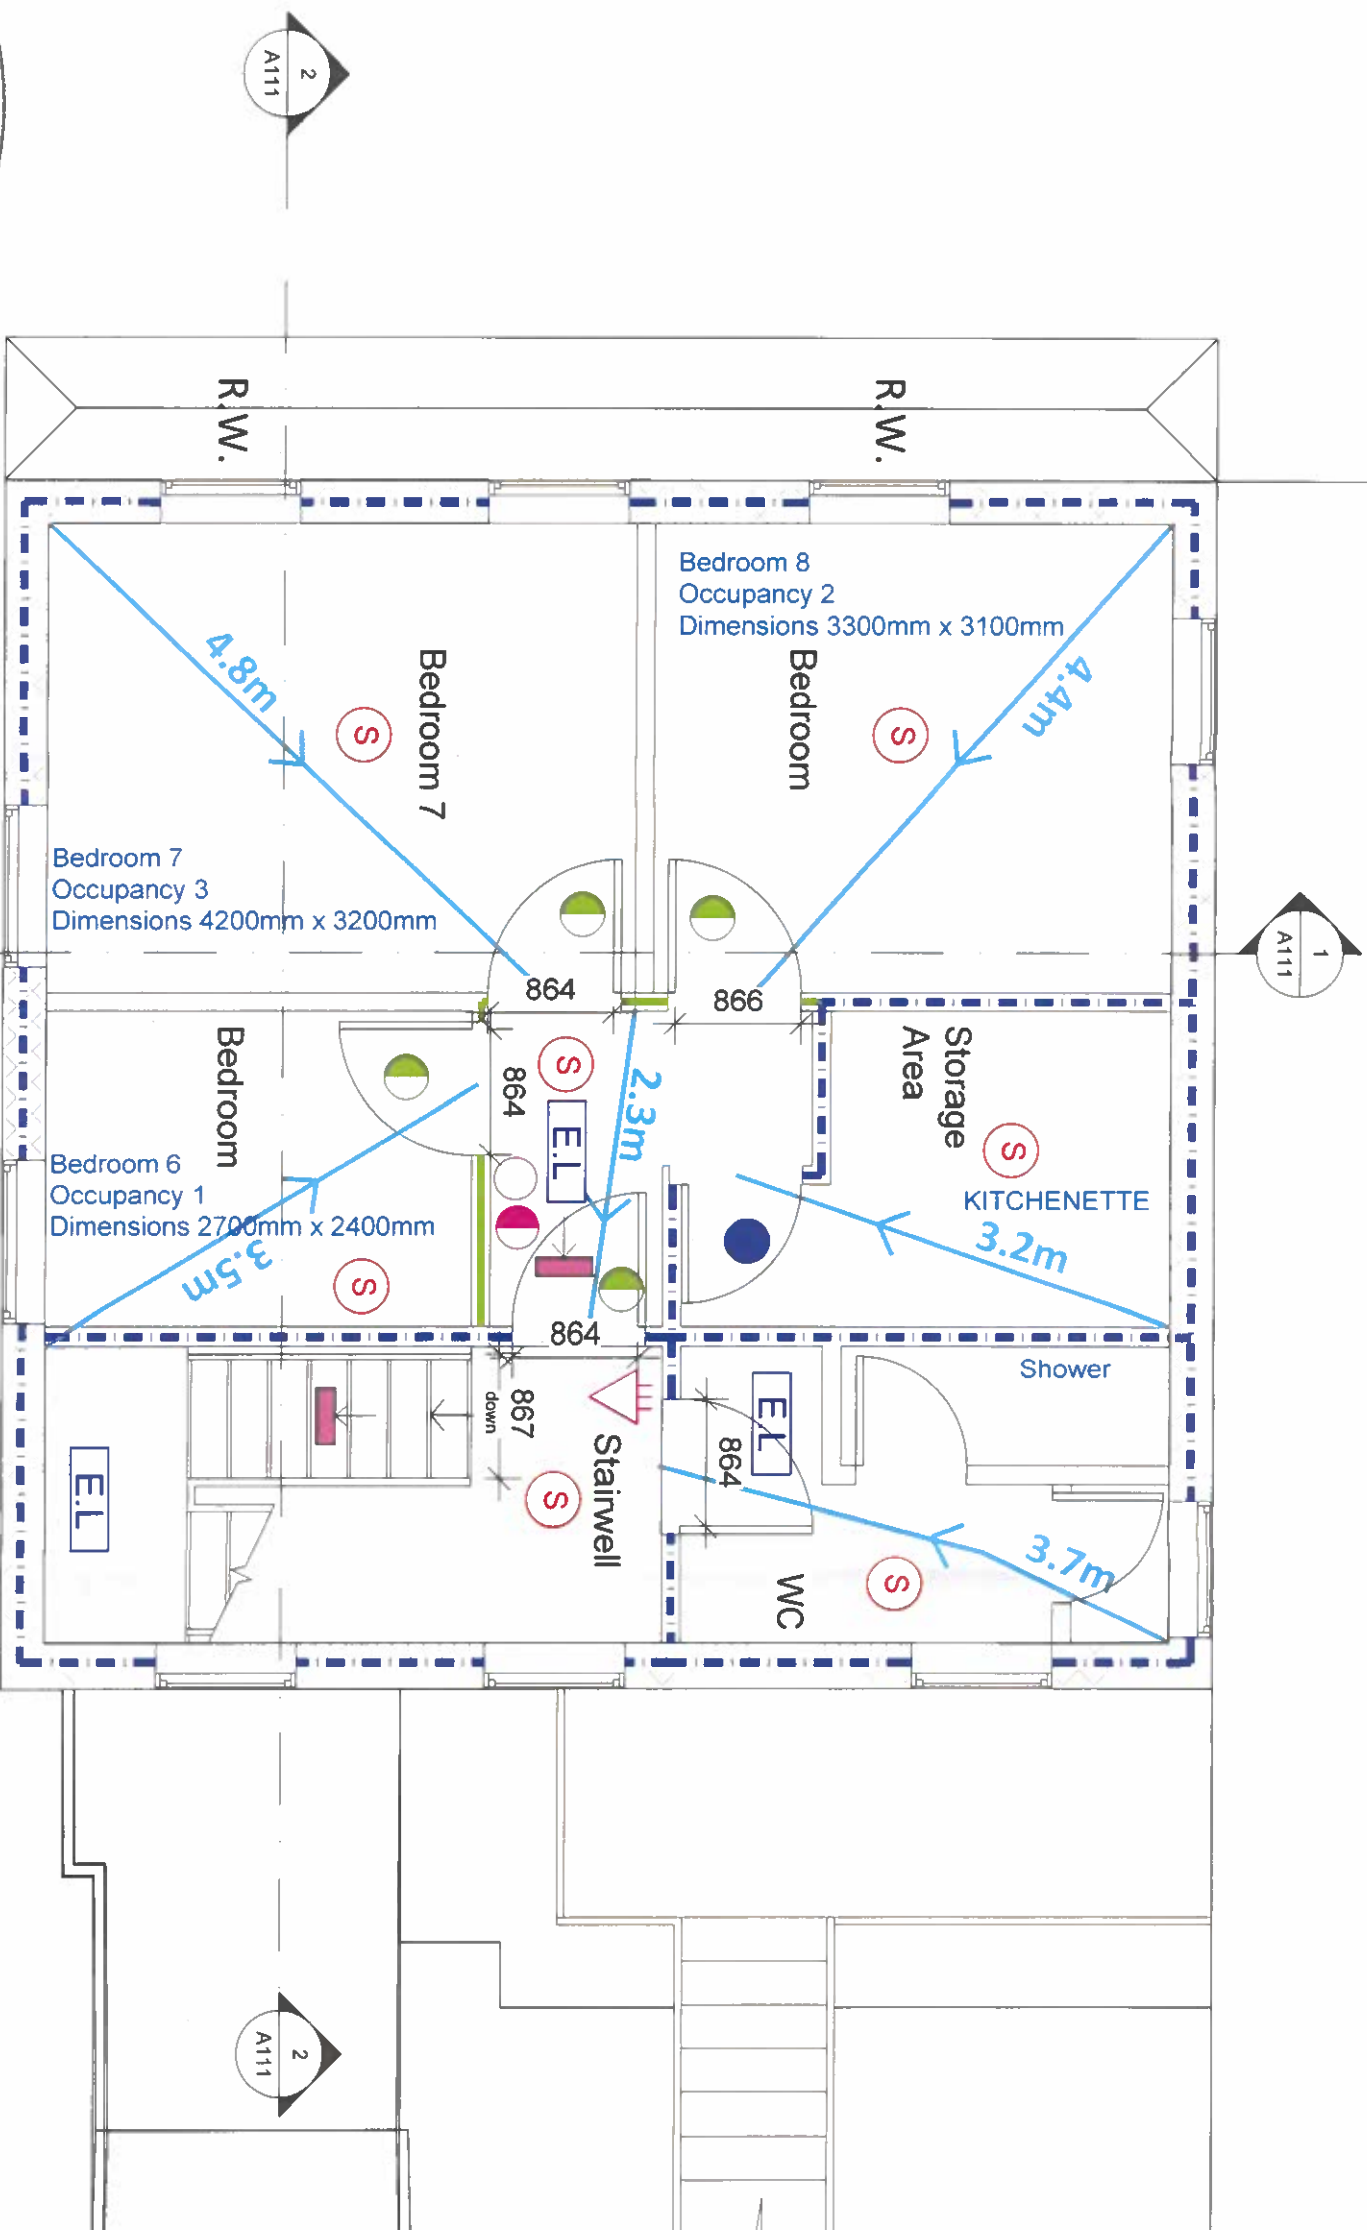 2
A111
R.W.
R.W.
Bedroom 8
Occupancy 2
Dimensions 3300mm x 3100mm
4.8m
4.4m
Bedroom 7
Bedroom
S
S
Bedroom 7
Occupancy 3
Dimensions 4200mm x 3200mm
1
A111
864
866
Bedroom
864
S
2.3m
E.L
Storage
Area
S
Bedroom 6
Occupancy 1
Dimensions 2700mm x 2400mm
KITCHENETTE
3.5m
S
3.2m
864
Shower
down
867
E.L
864
E.L
S
Stairwell
S
3.7m
WC
2
A111